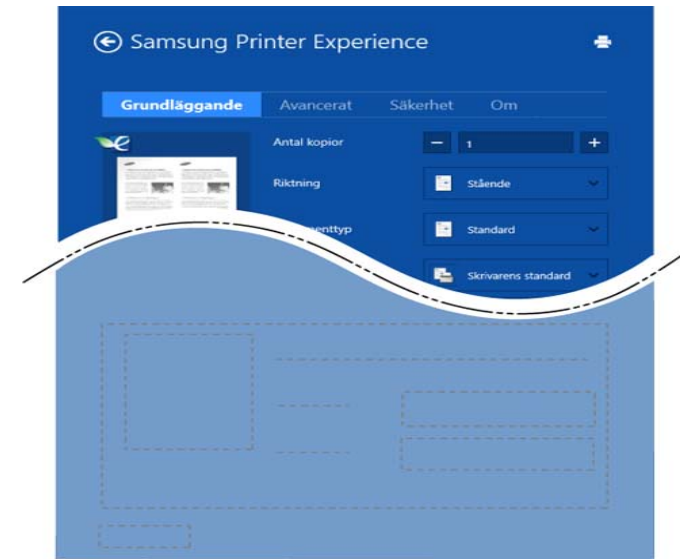 Samsung Printer Experience
Grundläggande Avancerat Säkerhet Om
Antal kopior 1
Riktning Stående
Standard
Skrivarens standard